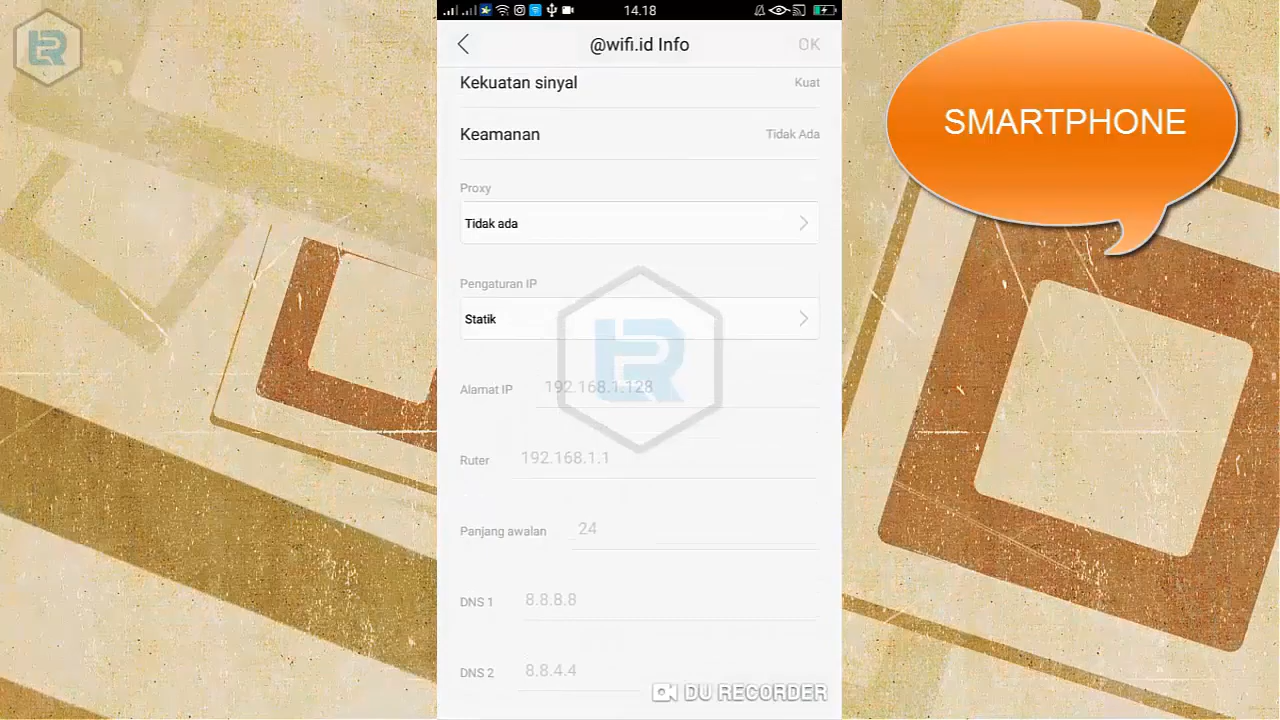 14.18
@wifi.id Info
OK
Kekuatan sinyal
Kuat
Keamanan
Tidak Ada
Proxy
Tidak ada
Pengaturan IP
Statik
Alamat IP
192.168.1.128
Ruter
192.168.1.1
Panjang awalan
24
DNS 1
8.8.8.8
DNS 2
8.8.4.4
DU RECORDER
SMARTPHONE